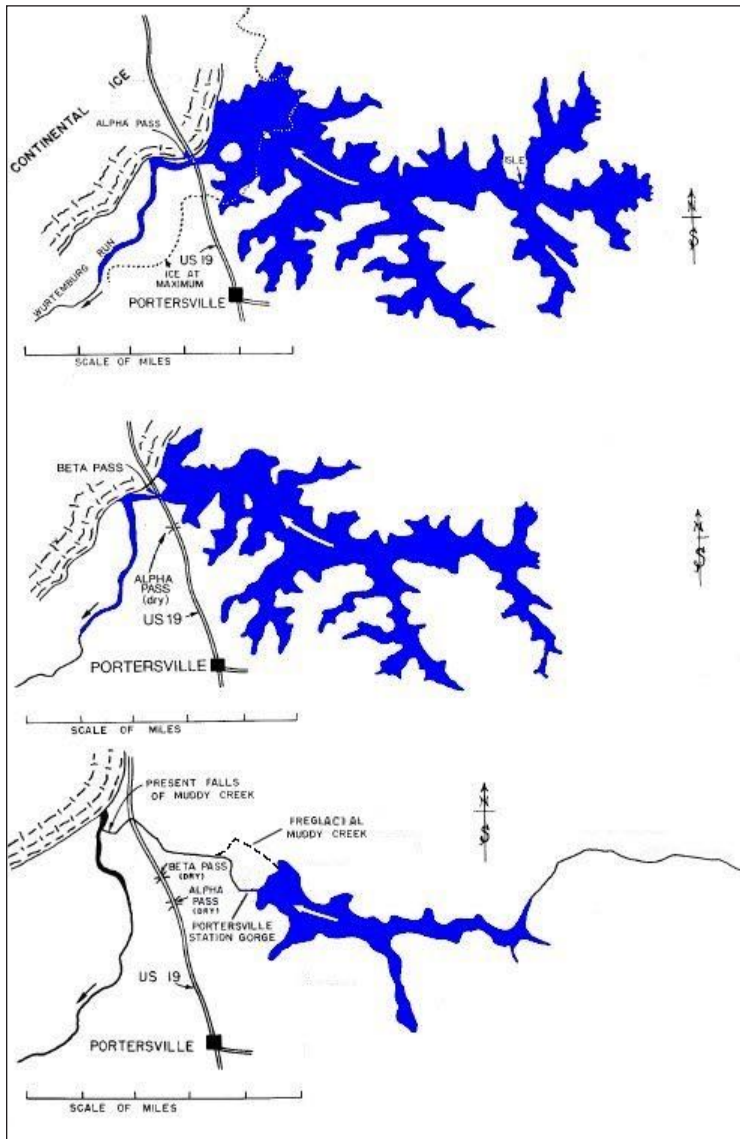 CONTINENTAL ICE
ALPHA PASS
ISLE
N
S
WURTEMBURG RUN
US 19
ICE AT
MAXIMUM
PORTERSVILLE
SCALE OF MILES
BETA PASS
N
S
ALPHA
PASS
(dry)
US 19
PORTERSVILLE
SCALE OF MILES
PRESENT FALLS
OF MUDDY CREEK
N
S
FREGLACIAL
MUDDY CREEK
BETA PASS
(DRY)
ALPHA
PASS
(DRY)
PORTERSVILLE
STATION GORGE
US 19
PORTERSVILLE
SCALE OF MILES